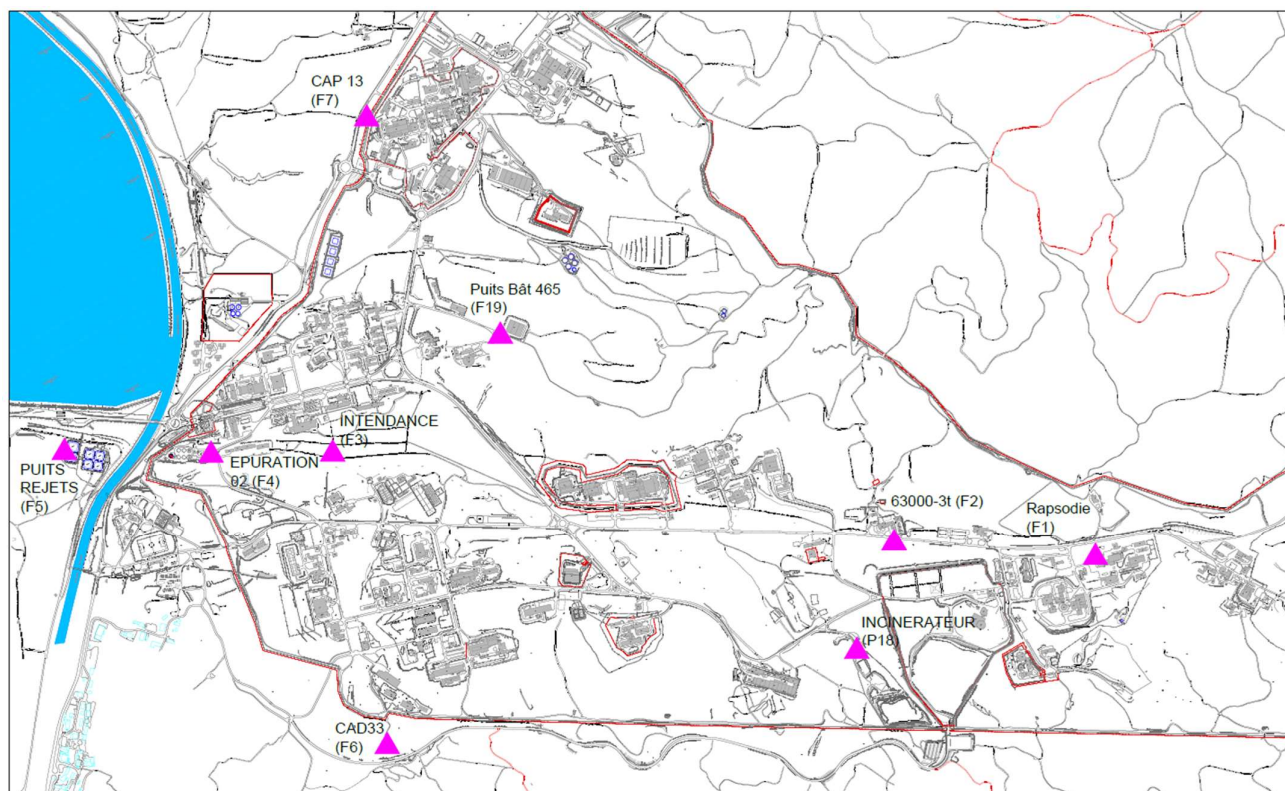 CAP 13
(F7)
Puits Bât 465
(F19)
INTENDANCE
(F3)
EPURATION
02 (F4)
PUITS
REJETS
(F5)
63000-3t (F2)
Rapsodie
(F1)
INCINERATEUR
(P18)
CAD33
(F6)